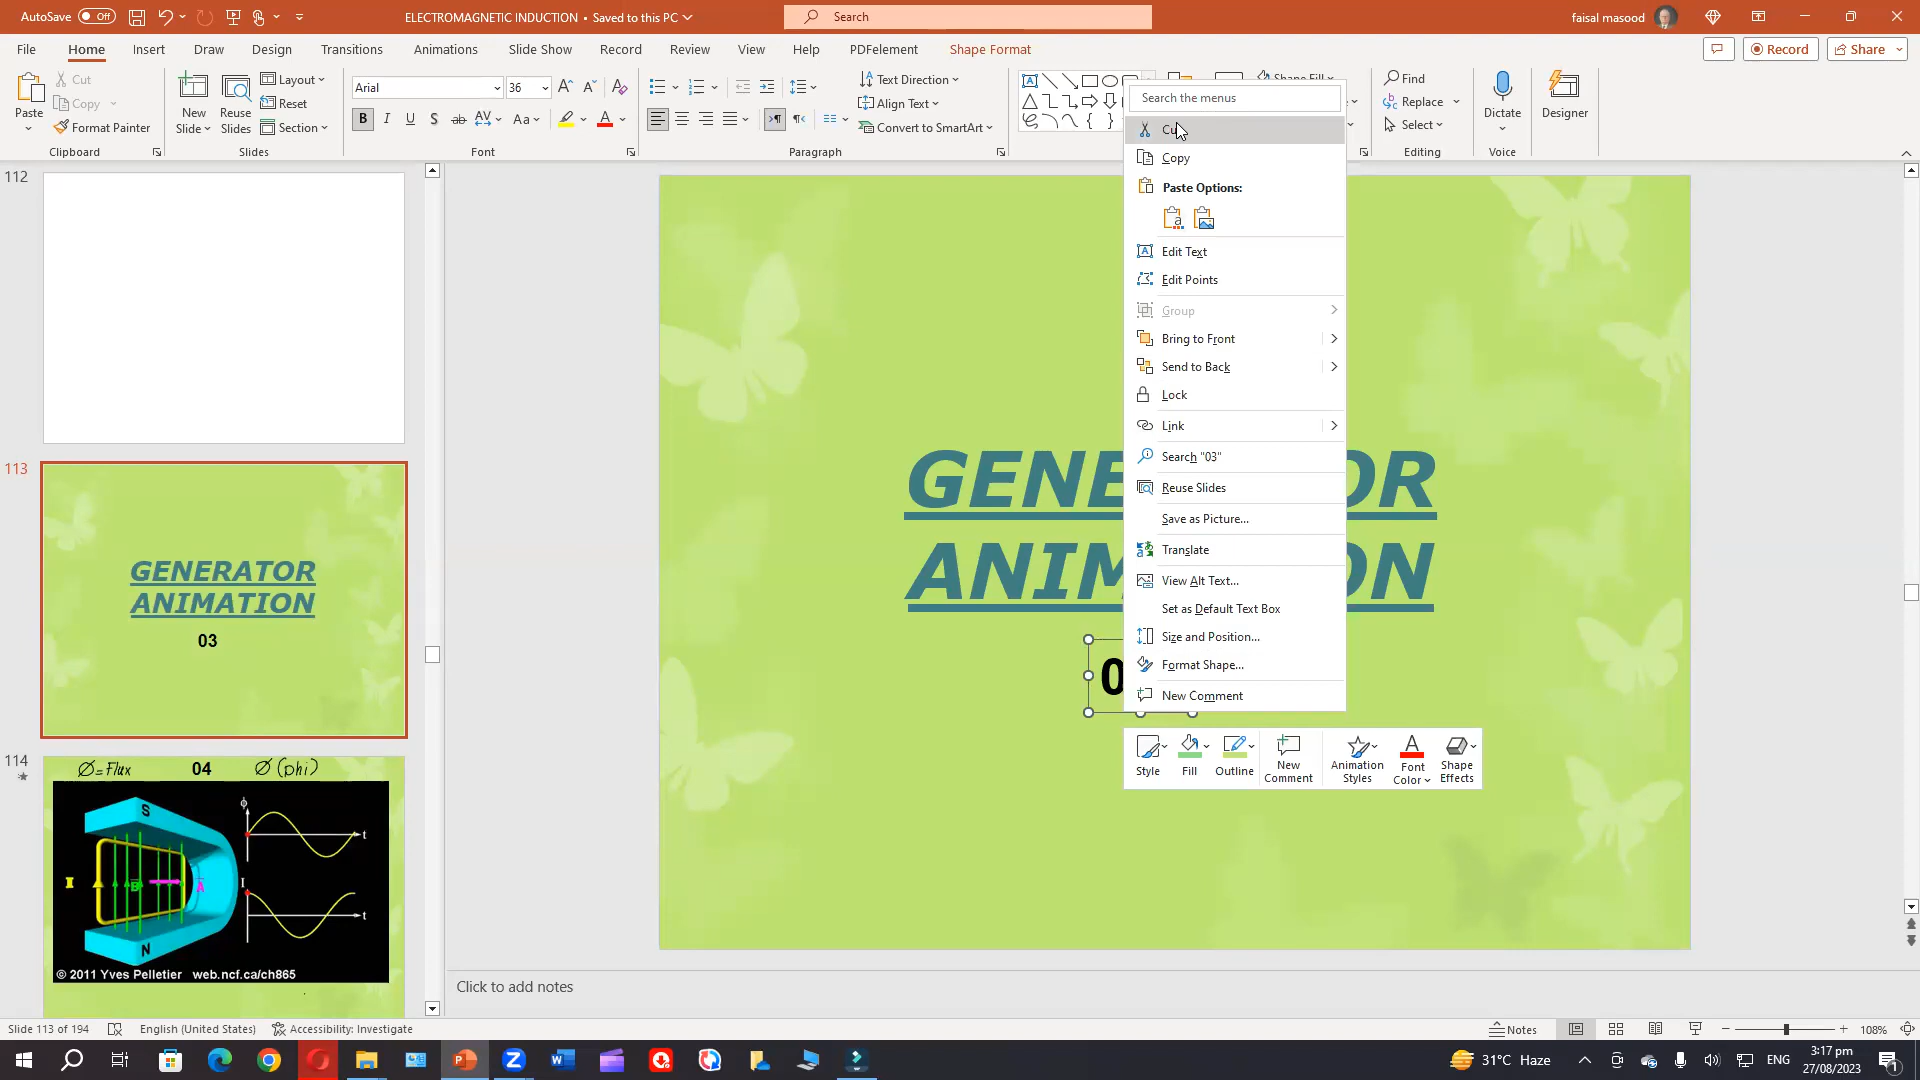 AutoSave Off
ELECTROMAGNETIC INDUCTION • Saved to this PC
Search
faisal masood
File Home Insert Draw Design Transitions Animations Slide Show Record Review View Help PDFelement Shape Format
Record
Share
Paste
Cut
Copy
Format Painter
Clipboard
New Slide
Reuse Slides
Layout
Reset
Section
Slides
Arial 36
B I U S ab AV Aa A
Font
Text Direction
Align Text
Convert to SmartArt
Paragraph
Shape Fill
Find
Replace
Select
Editing
Dictate
Voice
Designer
Search the menus
Cut
Copy
Paste Options:
Edit Text
Edit Points
Group
Bring to Front
Send to Back
Lock
Link
Search "03"
Reuse Slides
Save as Picture...
Translate
View Alt Text...
Set as Default Text Box
Size and Position...
Format Shape...
New Comment
Style
Fill
Outline
New Comment
Animation Styles
Font Color
Shape Effects
112
113
GENERATOR
ANIMATION
03
114
Ø=Flux 04 Ø (phi)
S
ϕ
t
I
B
A
I
t
N
© 2011 Yves Pelletier web.ncf.ca/ch865
Click to add notes
Slide 113 of 194
English (United States)
Accessibility: Investigate
Notes
108%
31°C Haze
ENG
3:17 pm
27/08/2023
1